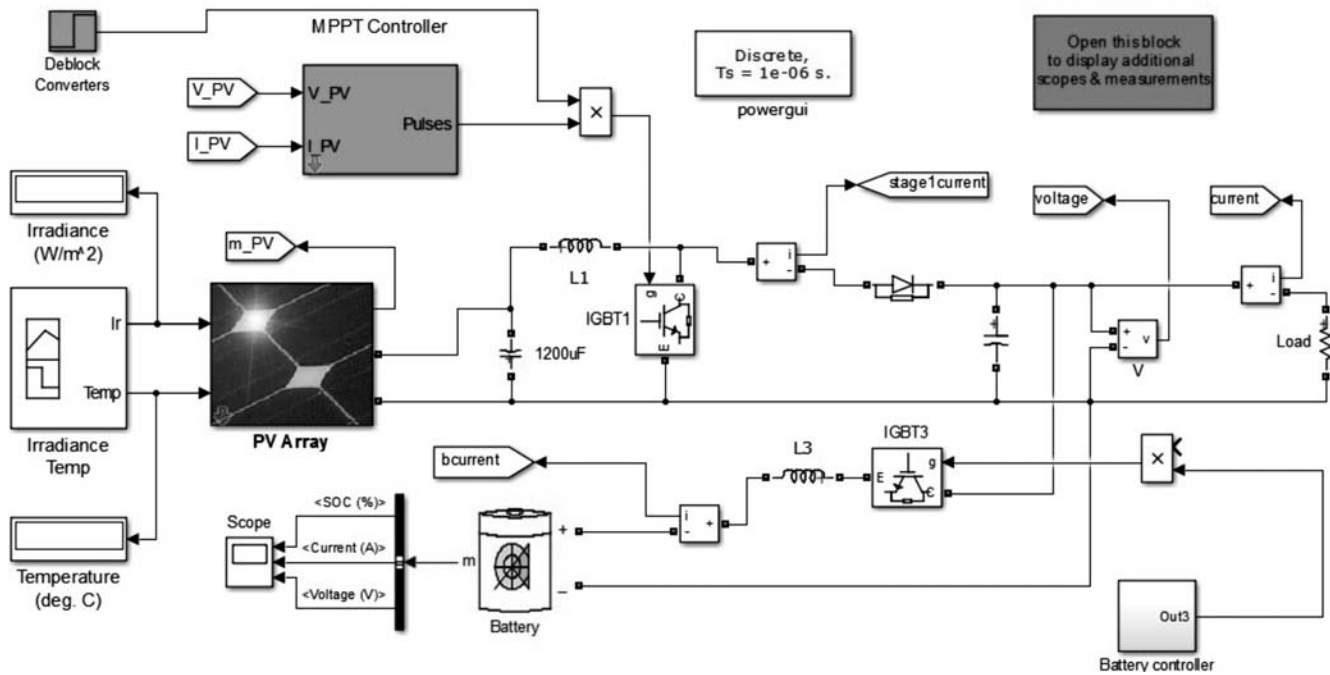 MPPT Controller
Deblock
Converters
V_PV
I_PV
V_PV
I_PV
Pulses
×
Discrete,
Ts = 1e-06 s.
powergui
Open this block
to display additional
scopes & measurements
Irradiance
(W/m^2)
m_PV
L1
g
C
E
IGBT1
1200uF
stage1current
+
i
-
+
voltage
current
+
-
v
V
+
i
-
+
Load
Ir
Temp
Irradiance
Temp
PV Array
bcurrent
L3
IGBT3
g
E
C
×
Temperature
(deg. C)
Scope
<SOC (%)>
<Current (A)>
<Voltage (V)>
m
+
–
Battery
i
-
+
Out3
Battery controller